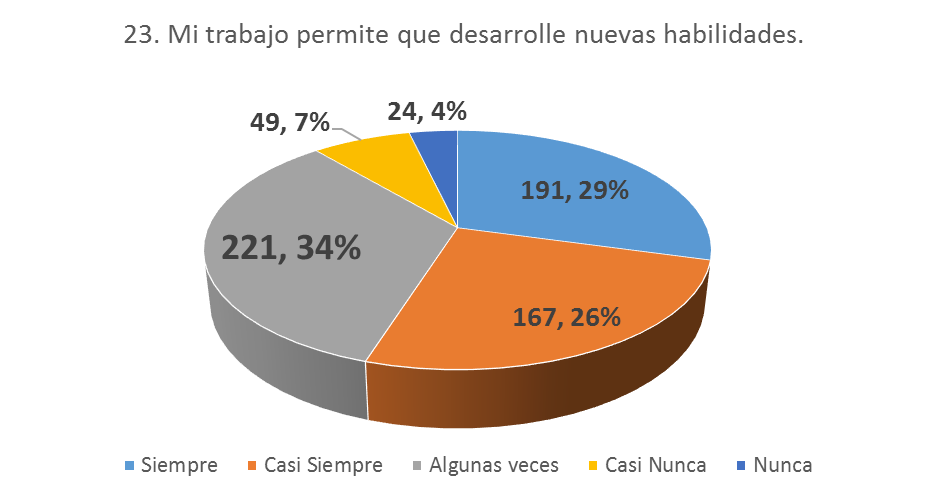 23. Mi trabajo permite que desarrolle nuevas habilidades.
24, 4%
49, 7%
191, 29%
221, 34%
167, 26%
Siempre Casi Siempre Algunas veces Casi Nunca Nunca